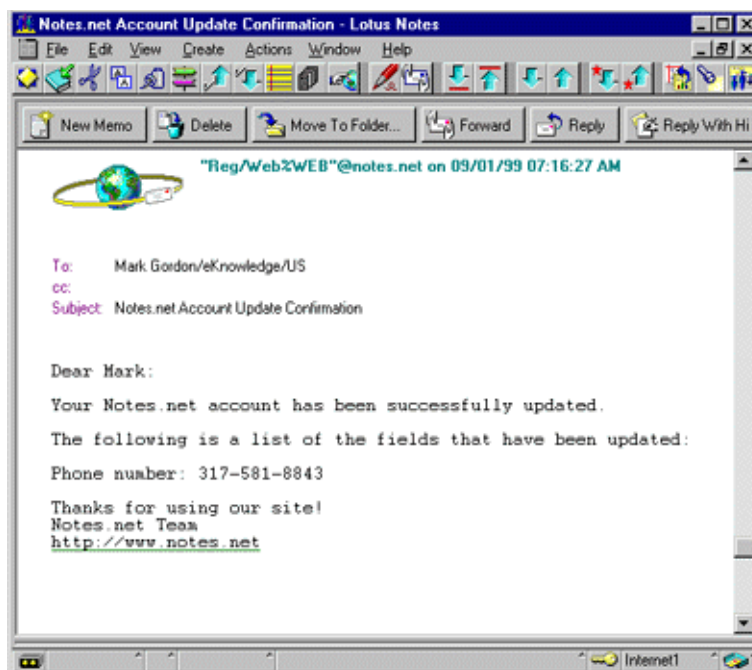 Notes.net Account Update Confirmation - Lotus Notes
File Edit View Create Actions Window Help
New Memo Delete Move To Folder... Forward Reply Reply With Hi
"Reg/Web%WEB"@notes.net on 09/01/99 07:16:27 AM
To: Mark Gordon/eKnowledge/US
cc:
Subject: Notes.net Account Update Confirmation
Dear Mark:
Your Notes.net account has been successfully updated.
The following is a list of the fields that have been updated:
Phone number: 317-581-8843
Thanks for using our site!
Notes.net Team
http://www.notes.net
Internet1